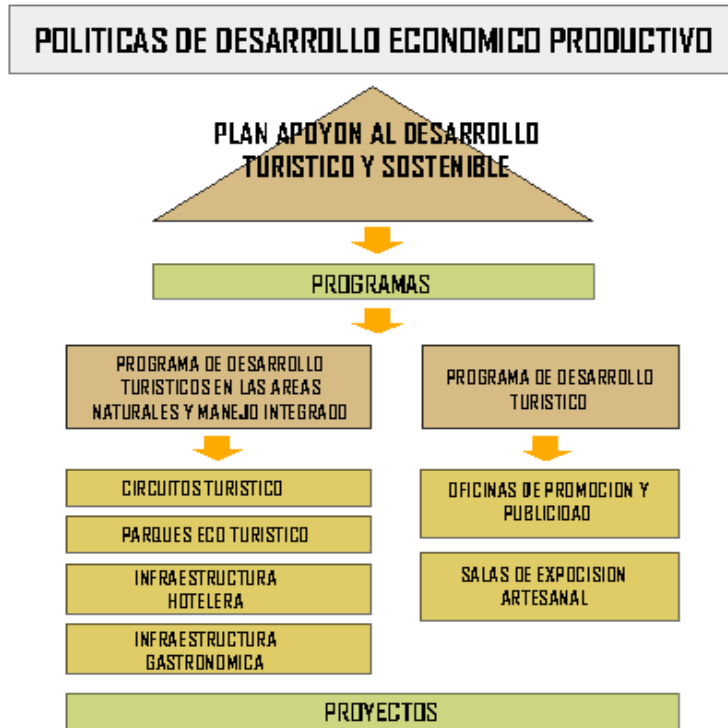 POLITICAS DE DESARROLLO ECONOMICO PRODUCTIVO
PLAN APOYON AL DESARROLLO
TURISTICO Y SOSTENIBLE
PROGRAMAS
PROGRAMA DE DESARROLLO
TURISTICOS EN LAS AREAS
NATURALES Y MANEJO INTEGRADO
PROGRAMA DE DESARROLLO
TURISTICO
CIRCUITOS TURISTICO
PARQUES ECO TURISTICO
INFRAESTRUCTURA
HOTELERA
INFRAESTRUCTURA
GASTRONOMICA
OFICINAS DE PROMOCION Y
PUBLICIDAD
SALAS DE EXPOCISION
ARTESANAL
PROYECTOS